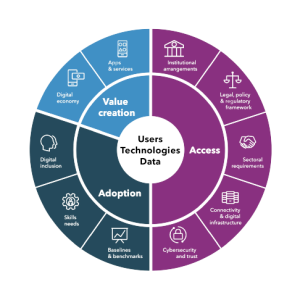 Users
Technologies
Data
Access
Adoption
Value
creation
Institutional
arrangements
Legal, policy
& regulatory
framework
Sectoral
requirements
Connectivity
& digital
infrastructure
Cybersecurity
and trust
Baselines
& benchmarks
Skills
needs
Digital
inclusion
Digital
economy
Apps
& services